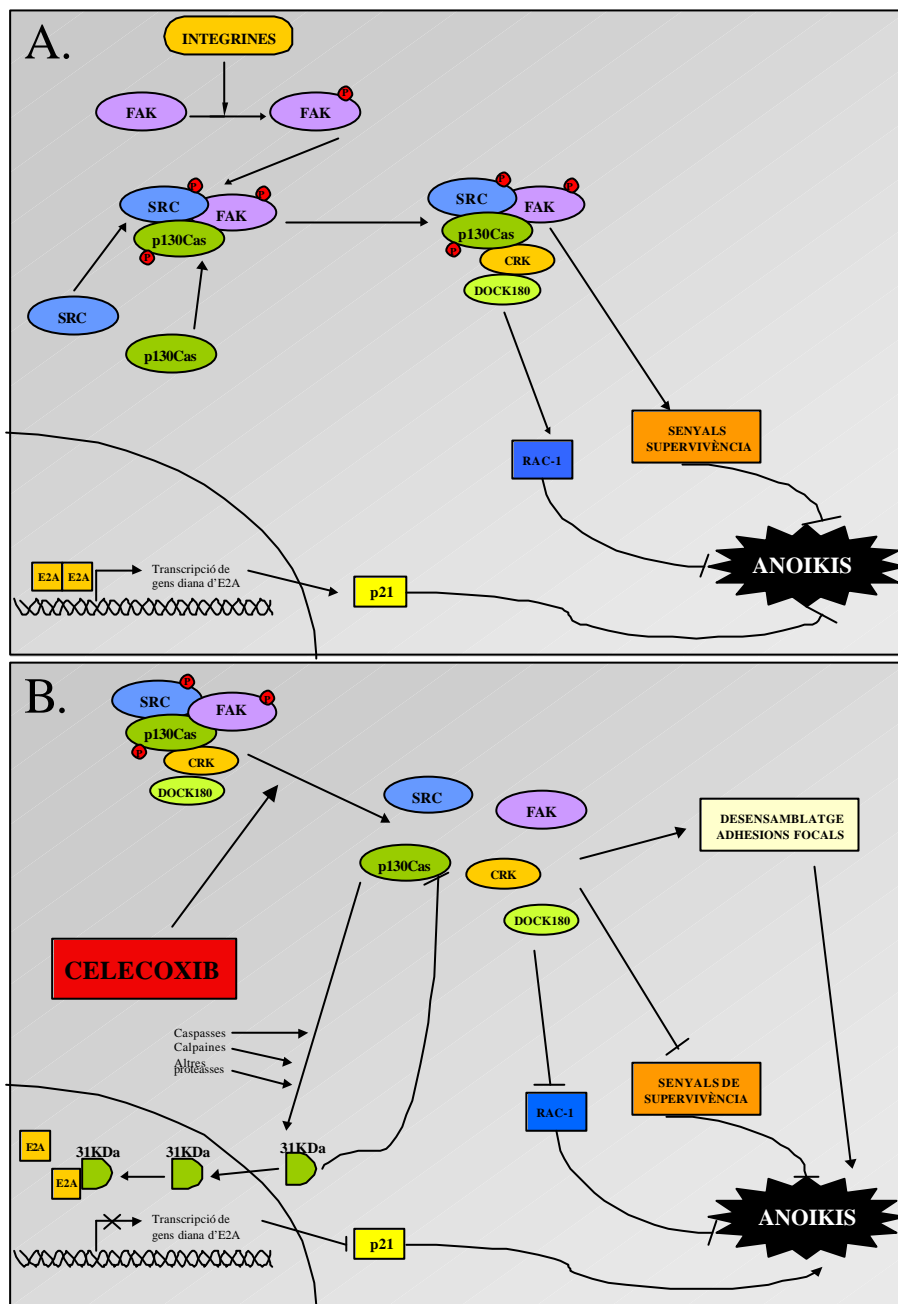 A.
INTEGRINES
FAK
FAK
P
P
P
SRC
FAK
p130Cas
P
SRC
p130Cas
P
P
SRC
FAK
p130Cas
P
CRK
DOCK180
SENYALS
SUPERVIVÈNCIA
RAC-1
ANOIKIS
E2A
E2A
Transcripció de
gens diana d'E2A
p21
B.
P
P
SRC
FAK
p130Cas
P
CRK
DOCK180
SRC
FAK
DESENSAMBLATGE
ADHESIONS FOCALS
p130Cas
CRK
DOCK180
CELECOXIB
Caspasses
Calpaines
Altres
proteasses
SENYALS DE
SUPERVIVÈNCIA
RAC-1
E2A
31KDa
31KDa
31KDa
E2A
Transcripció de
gens diana d'E2A
p21
ANOIKIS